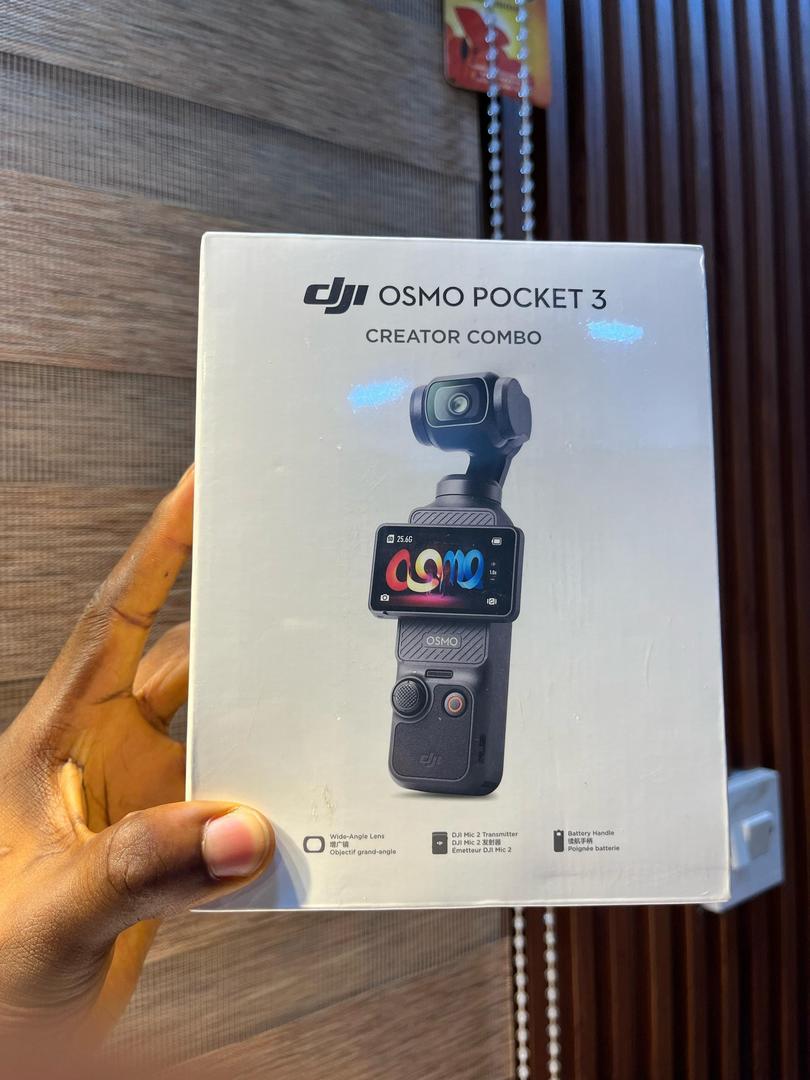 dji OSMO POCKET 3
CREATOR COMBO
25.6G
OSMO
1.0x
OSMO
dji
Wide-Angle Lens
增广镜
Objectif grand-angle
DJI Mic 2 Transmitter
DJI Mic 2 发射器
Émetteur DJI Mic 2
Battery Handle
续航手柄
Poignée batterie